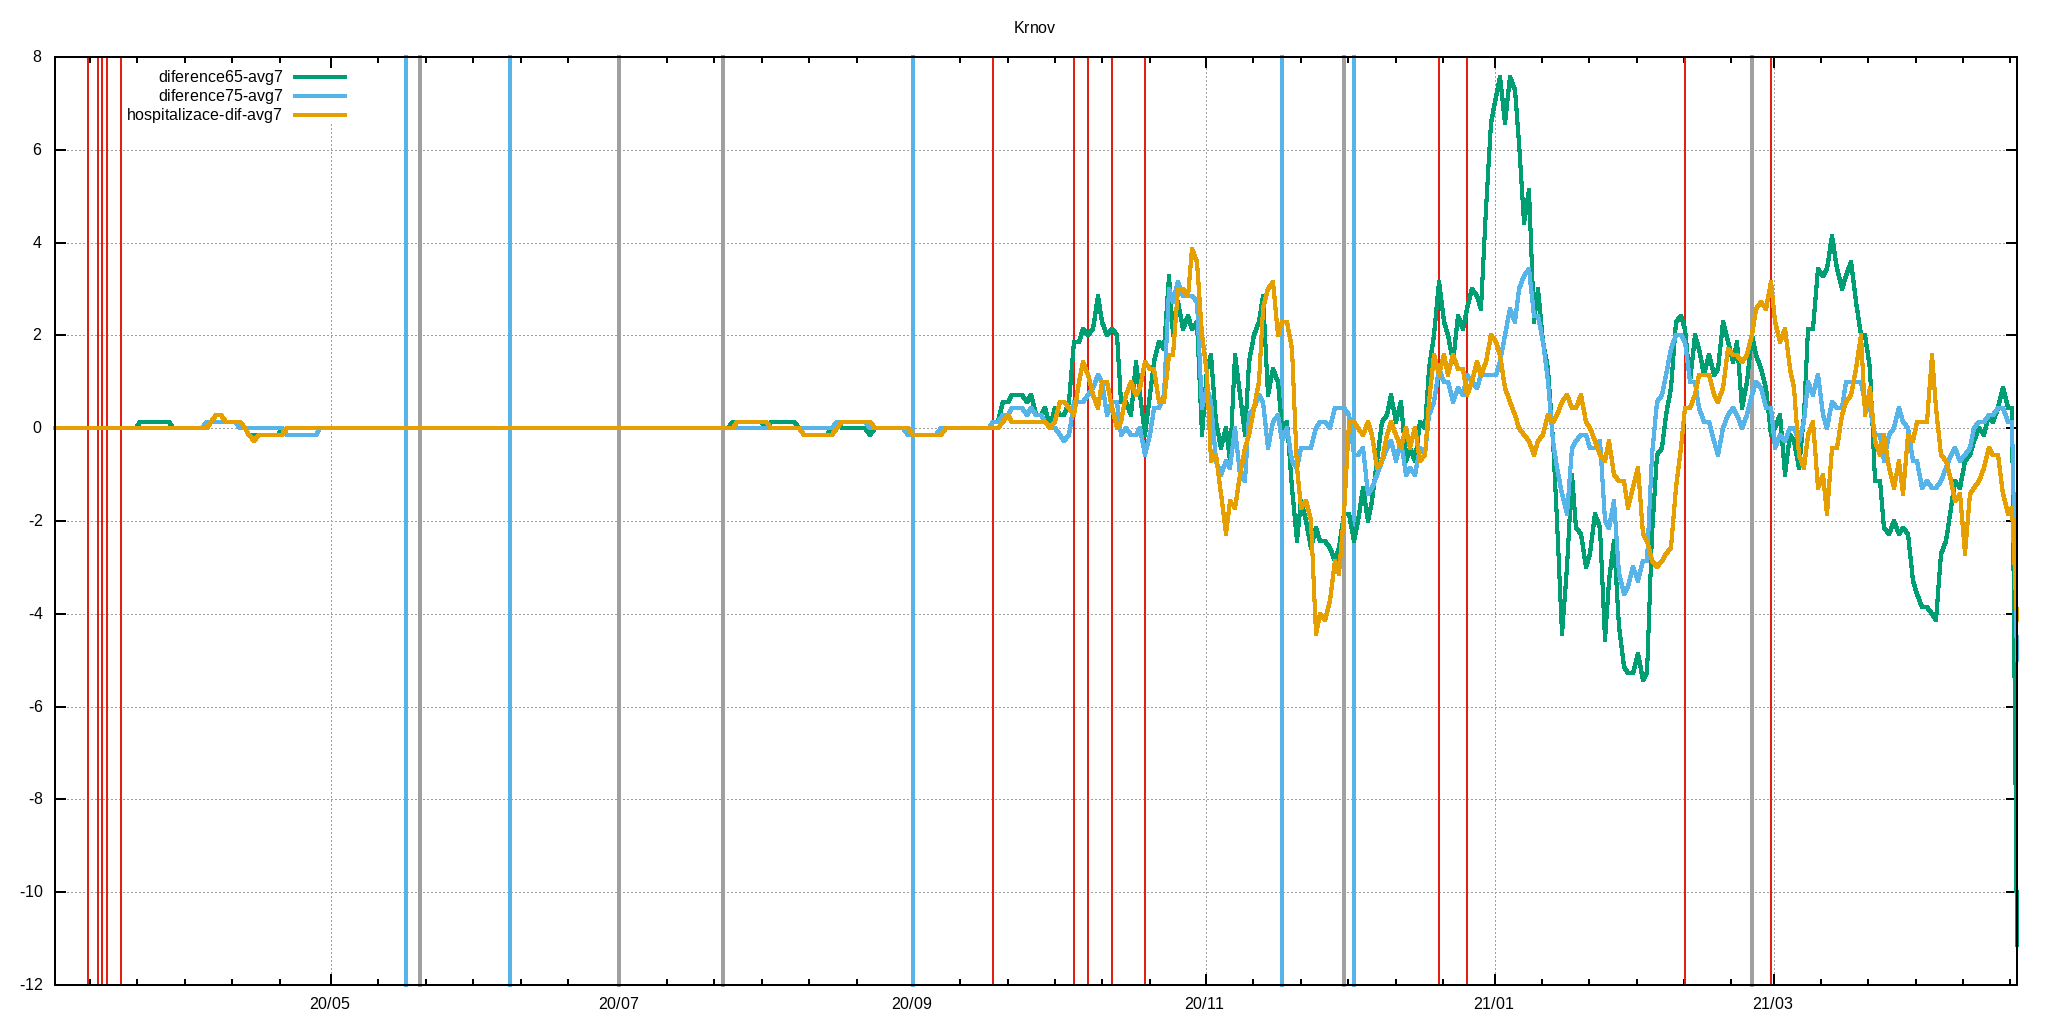 Krnov
diference65-avg7
diference75-avg7
hospitalizace-dif-avg7
8
6
4
2
0
-2
-4
-6
-8
-10
-12
20/05 20/07 20/09 20/11 21/01 21/03